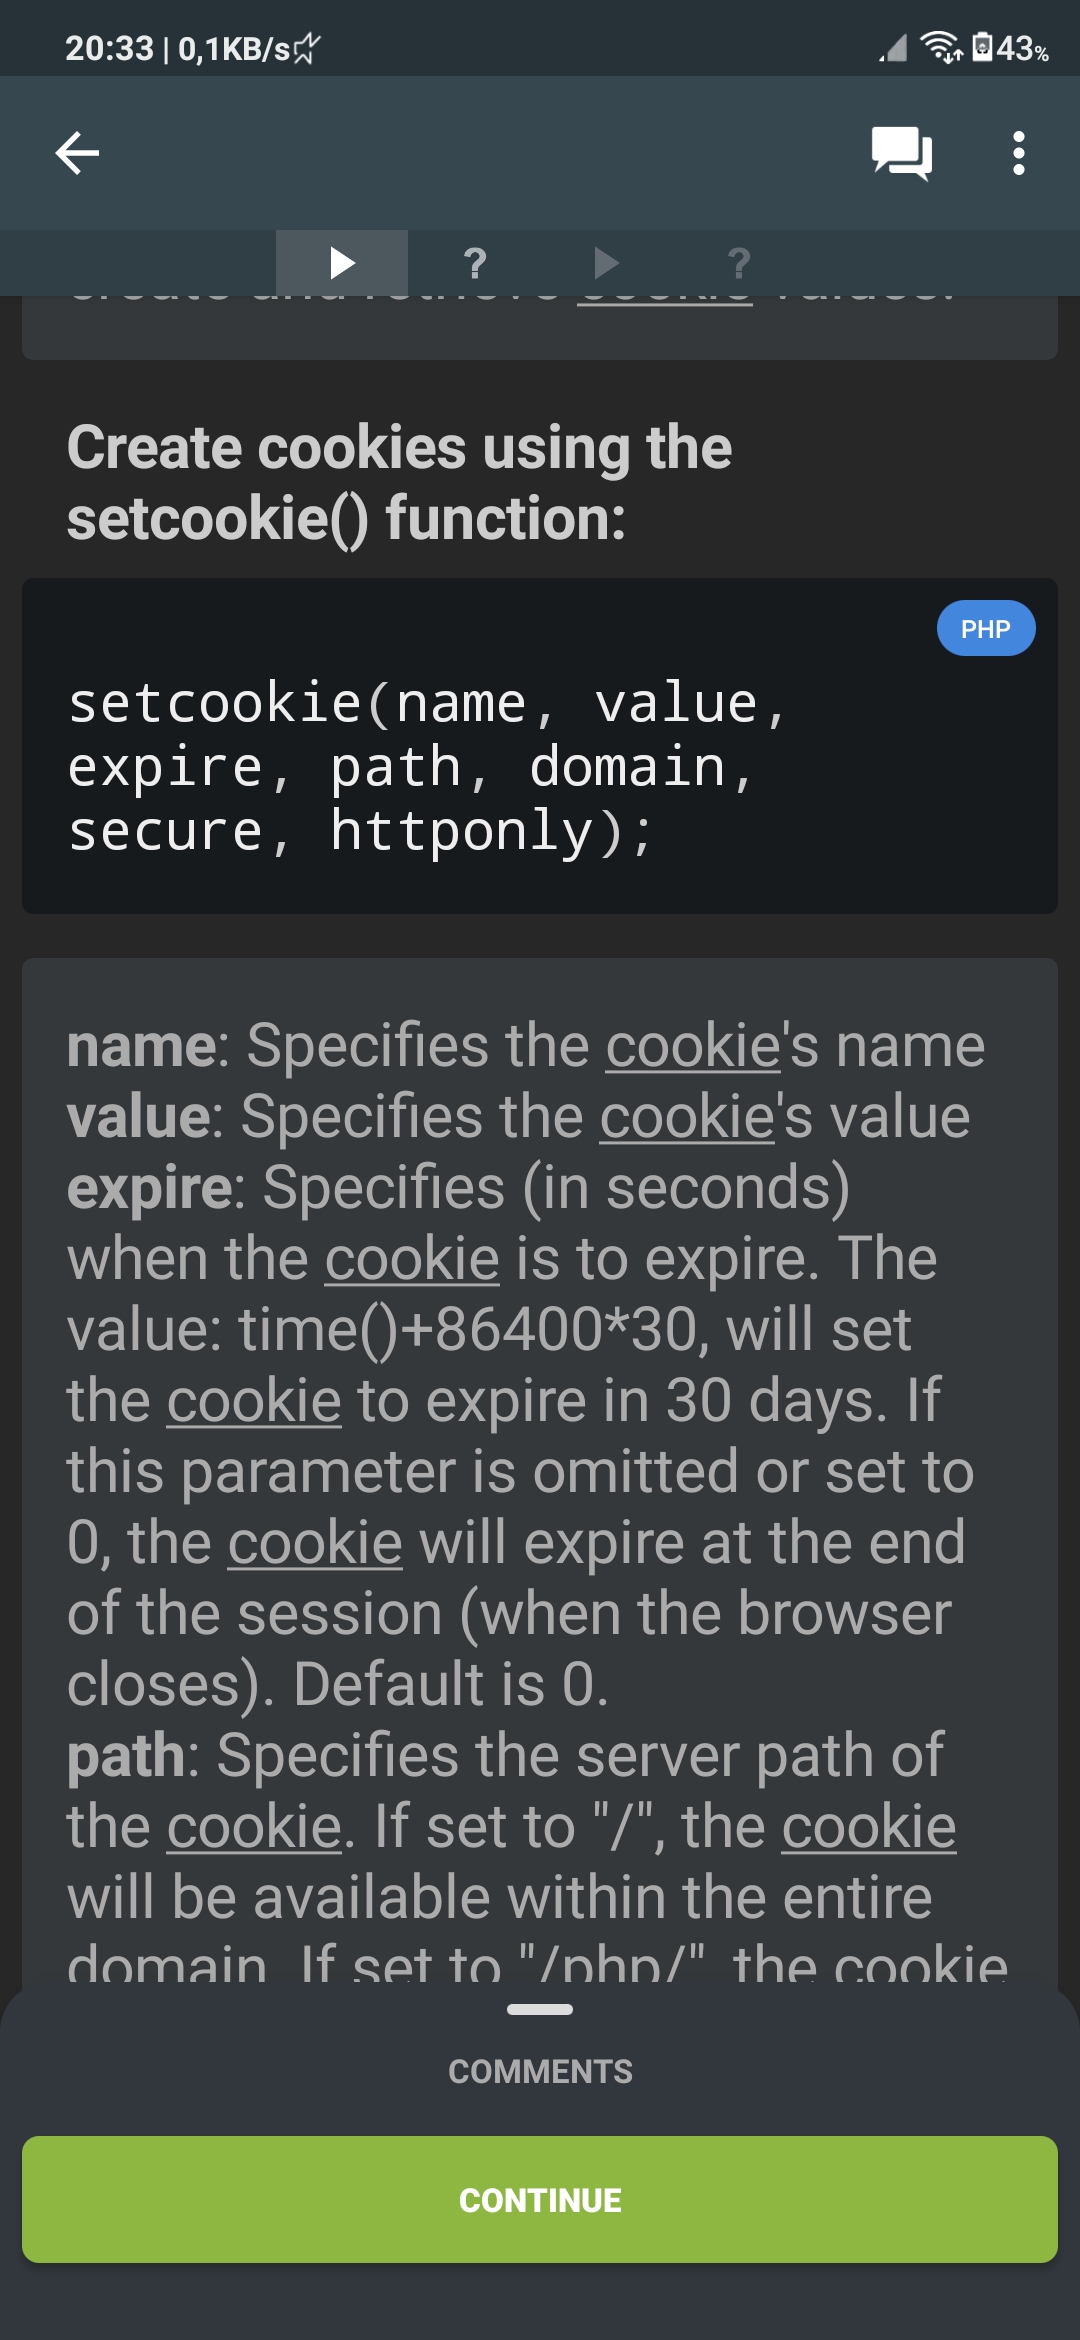 20:33 | 0,1KB/s
43%
create and retrieve cookie values.
Create cookies using the
setcookie() function:
PHP
setcookie(name, value,
expire, path, domain,
secure, httponly);
name: Specifies the cookie's name
value: Specifies the cookie's value
expire: Specifies (in seconds)
when the cookie is to expire. The
value: time()+86400*30, will set
the cookie to expire in 30 days. If
this parameter is omitted or set to
0, the cookie will expire at the end
of the session (when the browser
closes). Default is 0.
path: Specifies the server path of
the cookie. If set to "/", the cookie
will be available within the entire
domain. If set to "/php/", the cookie
COMMENTS
CONTINUE